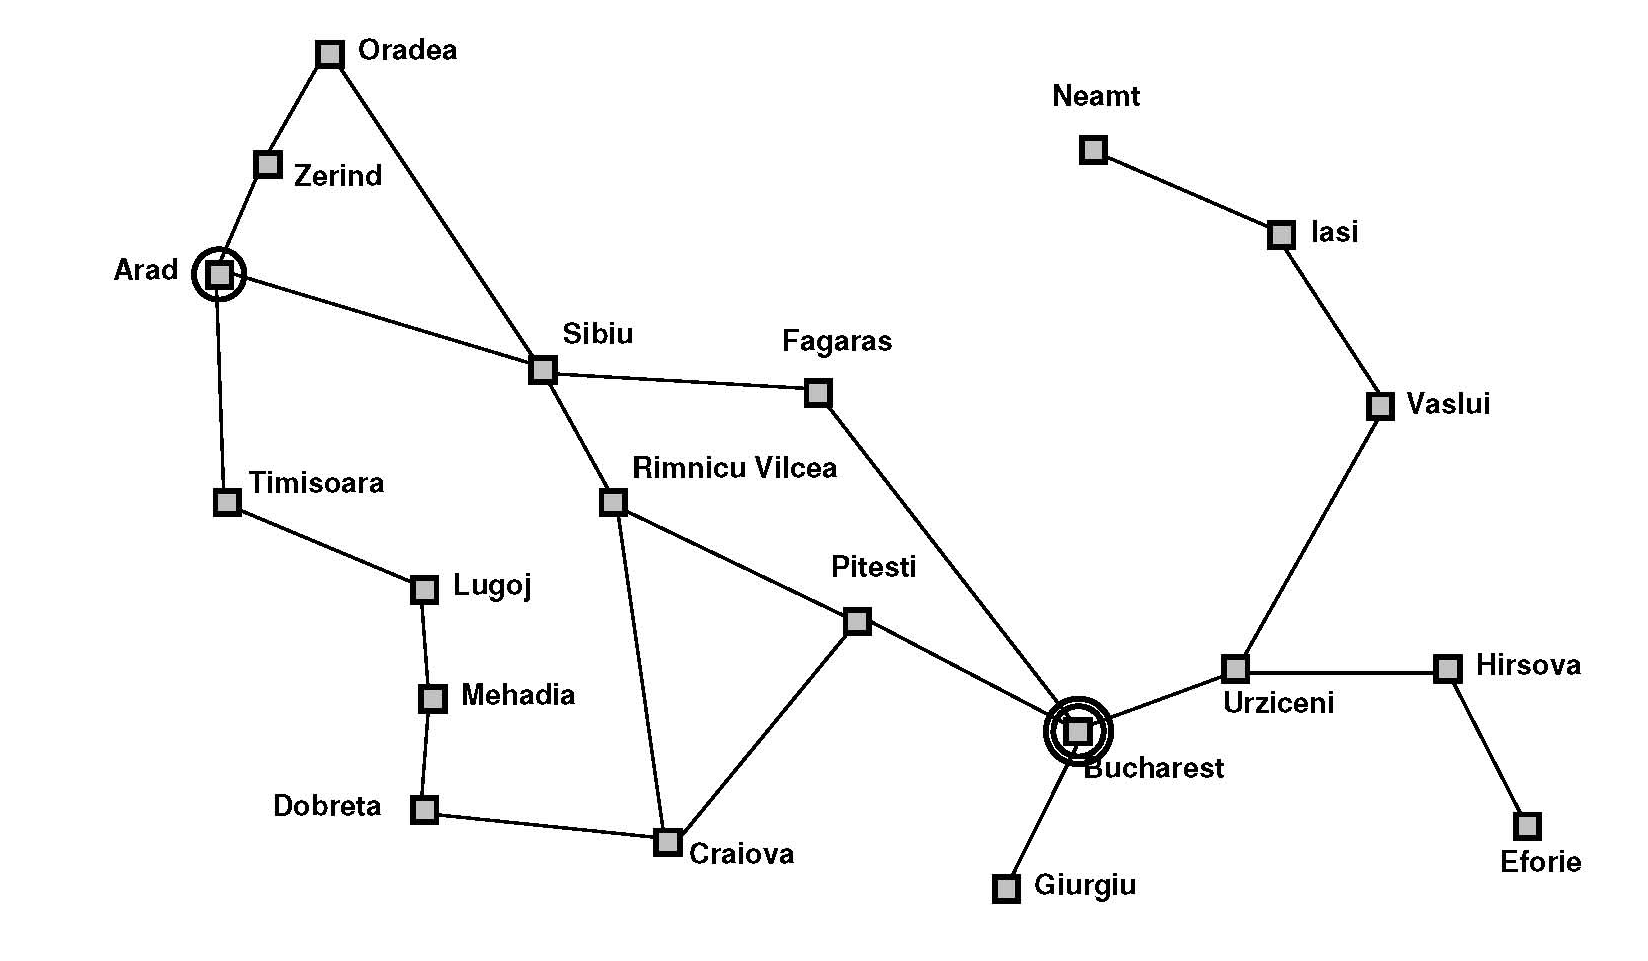 Oradea
Neamt
Zerind
Iasi
Arad
Sibiu
Fagaras
Vaslui
Rimnicu Vilcea
Timisoara
Pitesti
Lugoj
Hirsova
Mehadia
Urziceni
Bucharest
Dobreta
Craiova
Eforie
Giurgiu